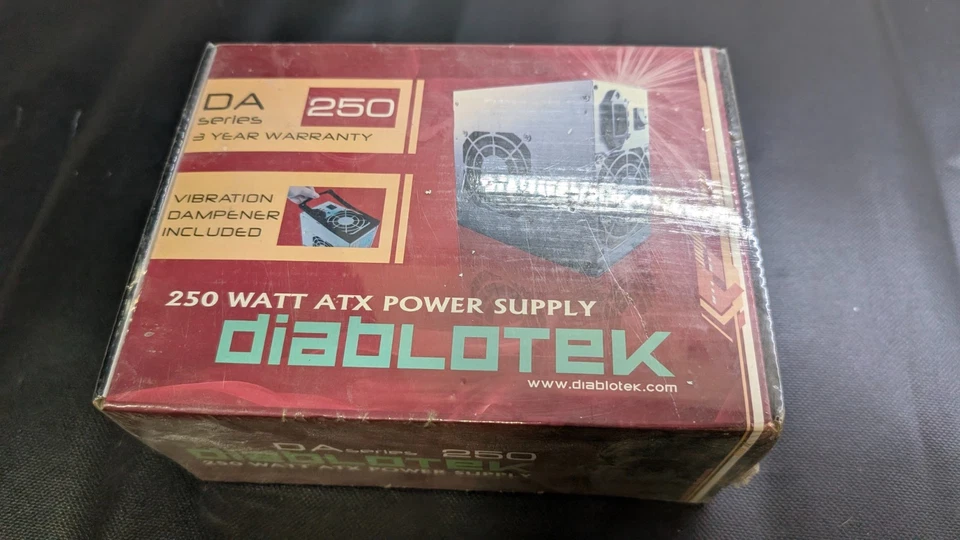 DA 250
series
3 YEAR WARRANTY
VIBRATION
DAMPENER
INCLUDED
250 WATT ATX POWER SUPPLY
diabLOTEK
www.diablotek.com
DA series 250
diabLOTEK
250 WATT ATX POWER SUPPLY